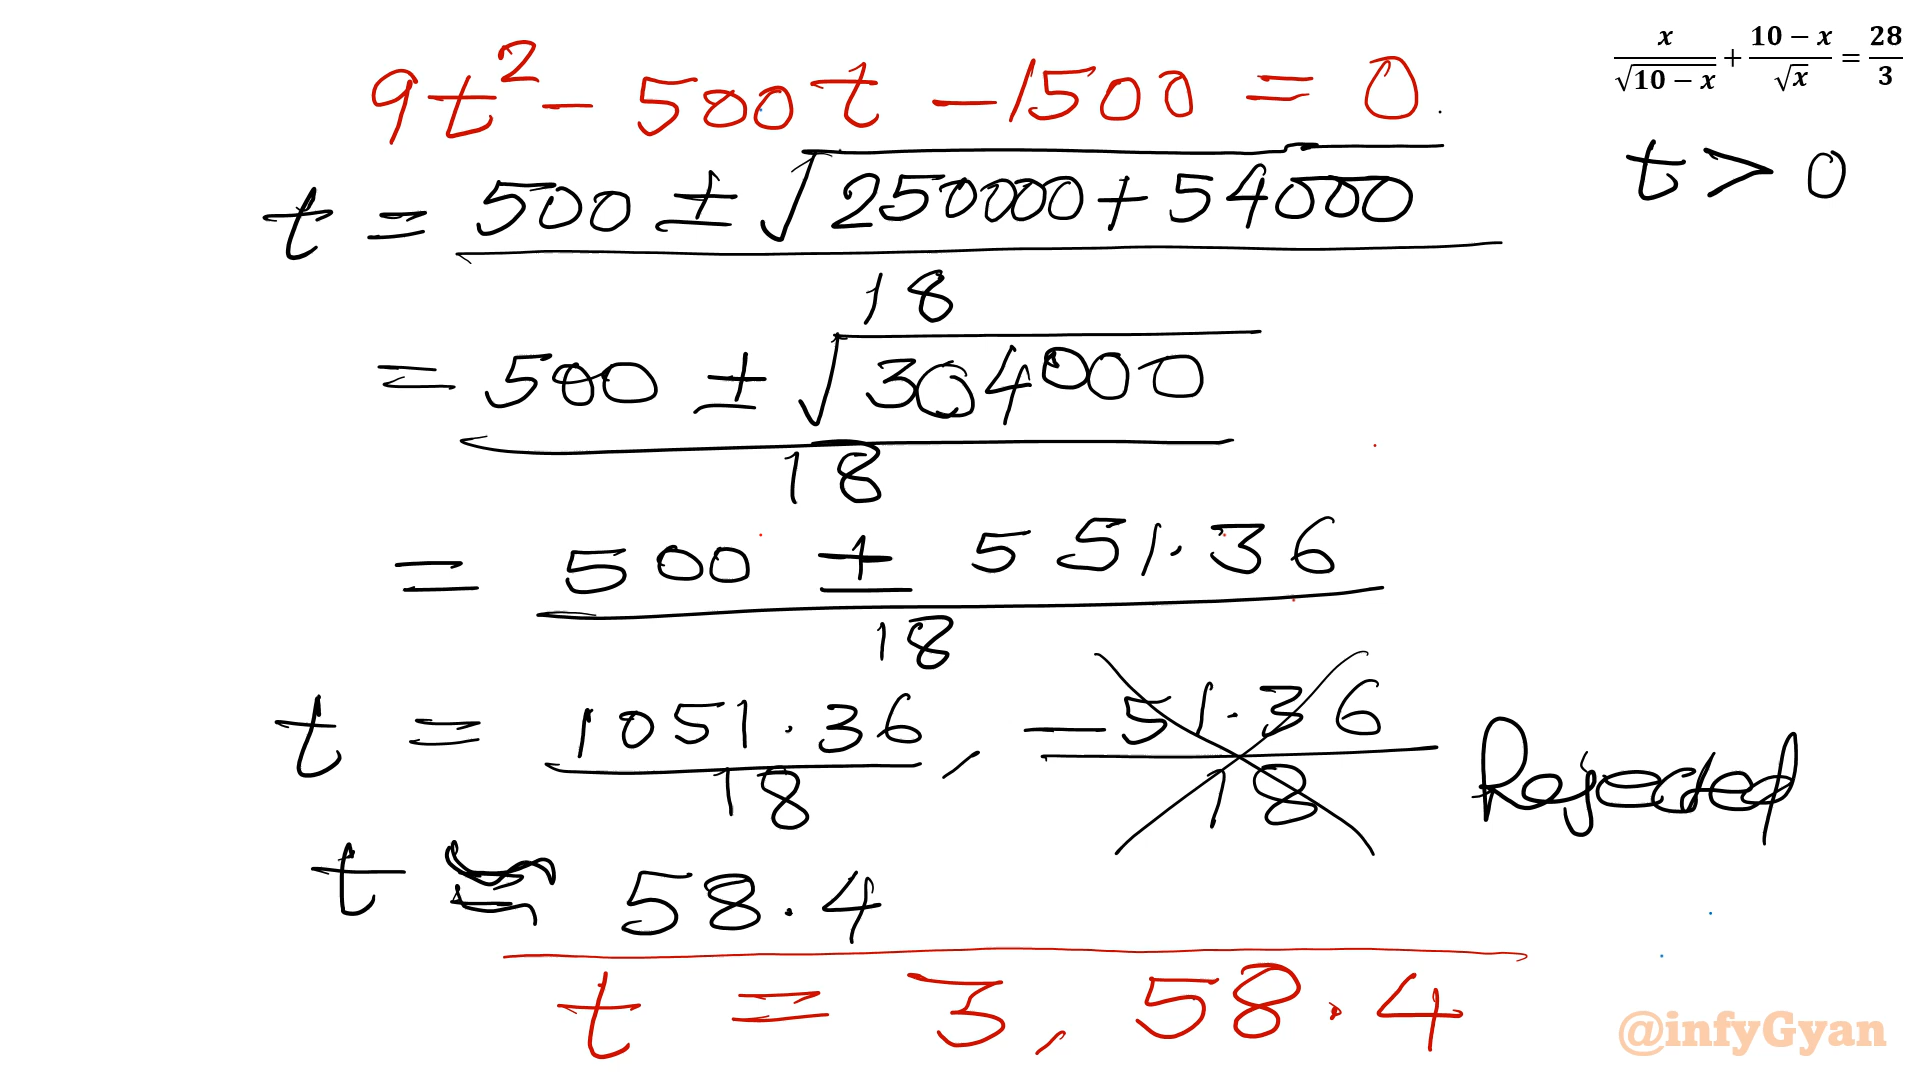 9t² - 500t - 1500 = 0
x/√(10 - x) + (10 - x)/√x = 28/3
t > 0
t = (500 ± √(250000 + 54000))/18
= (500 ± √304000)/18
= (500 ± 551.36)/18
t = 1051.36/18 , -51.36/18 Rejected
t ≈ 58.4
t = 3, 58.4
@infyGyan